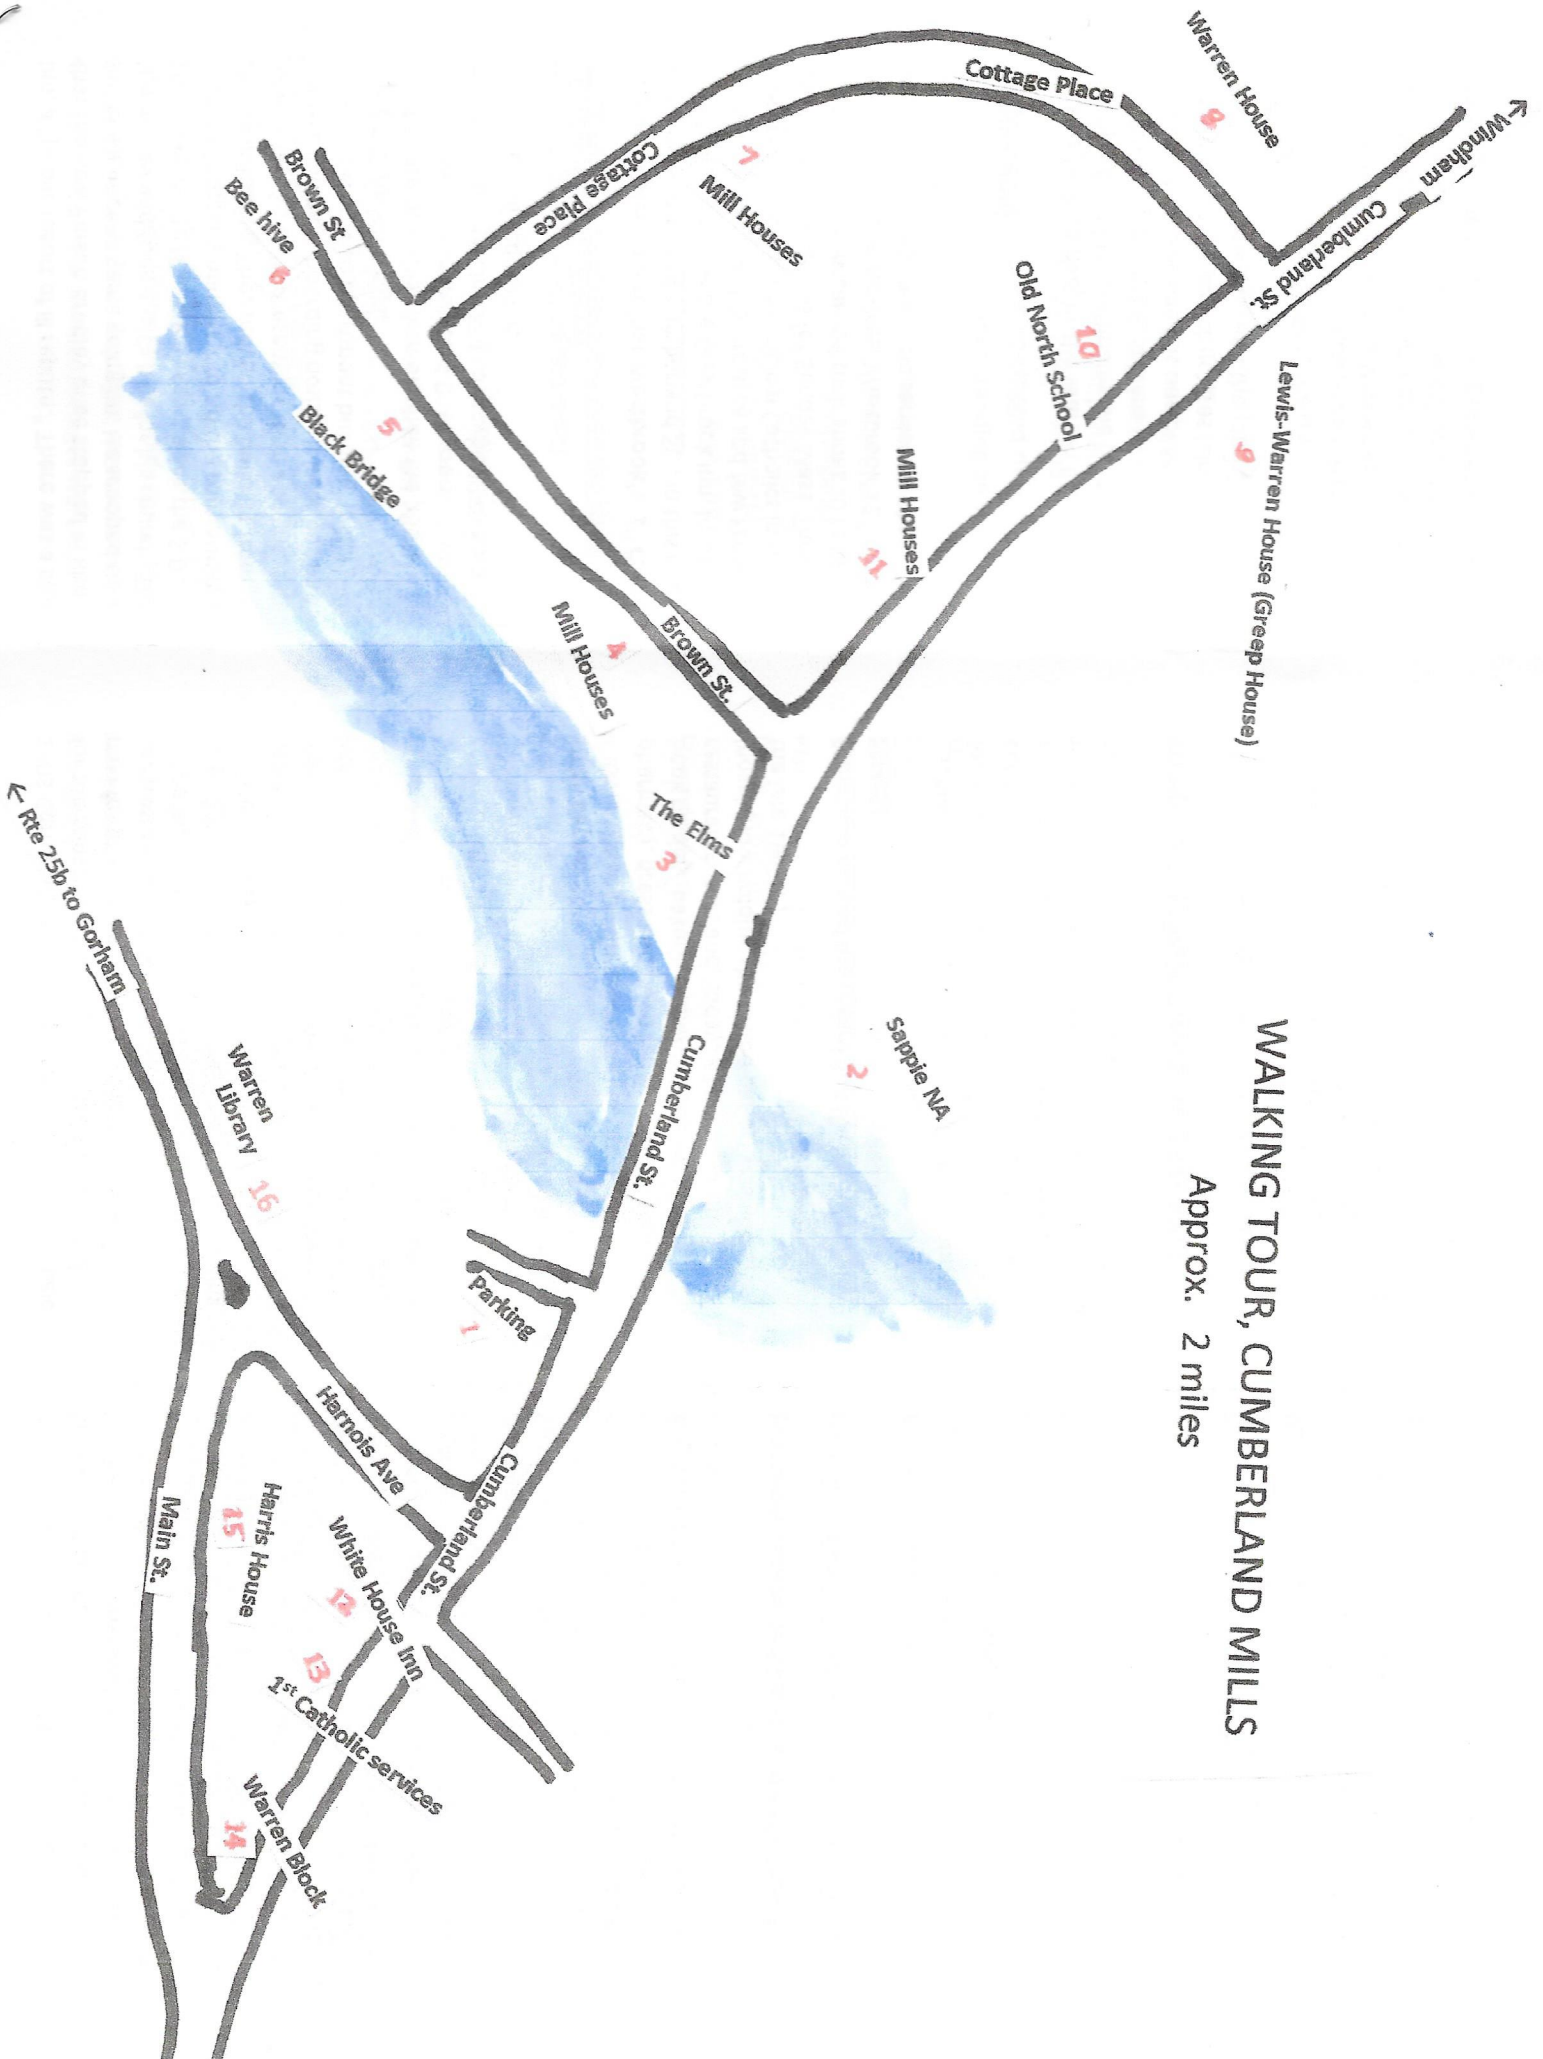 WALKING TOUR, CUMBERLAND MILLS
Approx. 2 miles
Windham
Cumberland St.
Warren House
8
Cottage Place
Lewis-Warren House (Greep House)
9
Old North School
10
Mill Houses
7
Cottage Place
Mill Houses
11
Brown St
Bee hive
6
Black Bridge
5
Brown St.
Mill Houses
4
The Elms
3
Sappie NA
2
Cumberland St.
Parking
1
← Rte 25b to Gorham
Warren
Library
16
Harnois Ave
Cumberland St.
Harris House
15
White House Inn
12
13
1st Catholic services
Main St.
Warren Block
14